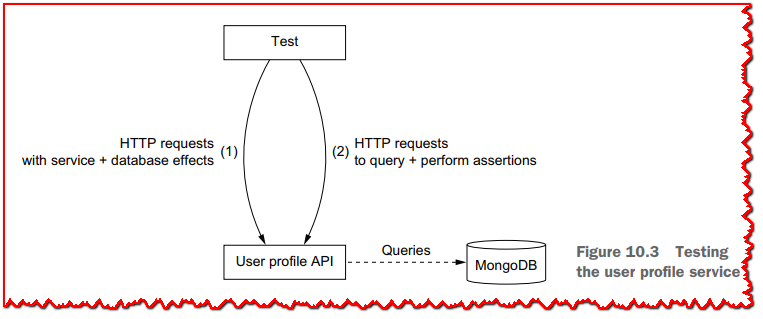 Test
HTTP requests
with service + database effects
(1)
(2)
HTTP requests
to query + perform assertions
User profile API
Queries
MongoDB
Figure 10.3 Testing
the user profile service